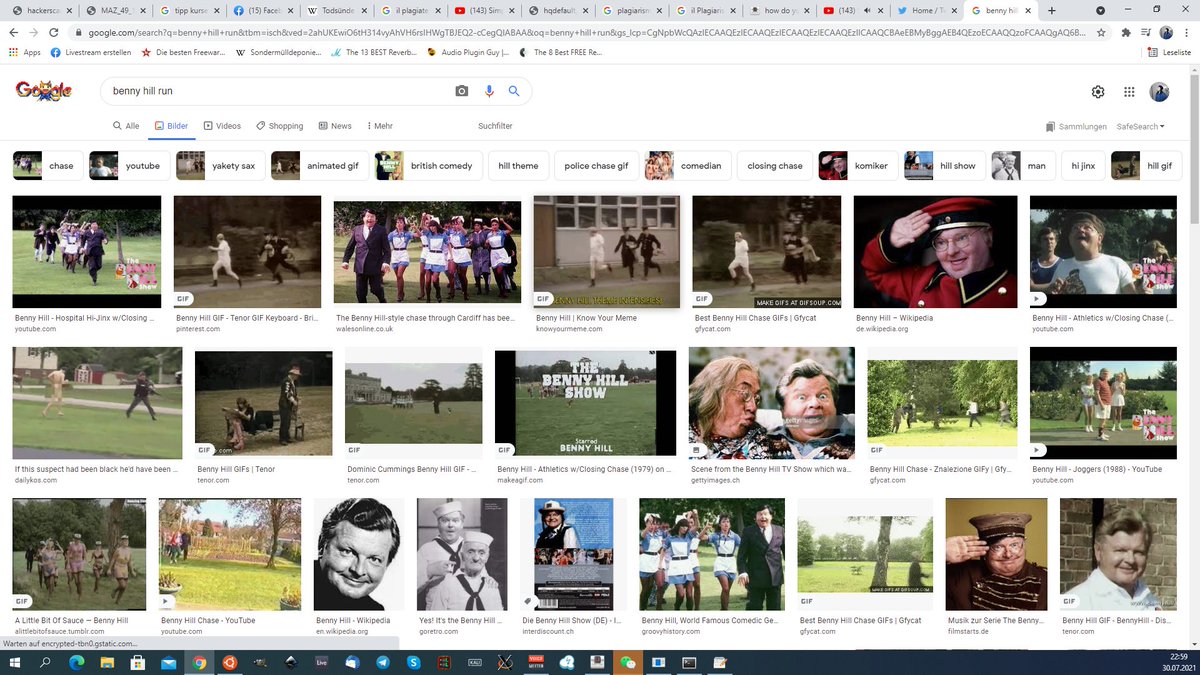 hackersca
MAZ_49_
tipp kurse
(15) Faceb
Todsünde
il plagiate
(143) Simp
hqdefault.
plagiarism
il Plagiaris
how do yo
(143)
Home / Tw
benny hill
google.com/search?q=benny+hill+run&tbm=isch&ved=2ahUKEwiO6tH314vyAhVH6rsIHWgTBJEQ2-cCegQIABAA&oq=benny+hill+run&gs_lcp=
Apps
Livestream erstellen
Die besten Freewar...
Sondermülldeponie...
The 13 BEST Reverb...
Audio Plugin Guy |...
The 8 Best FREE Re...
Leseliste
Google
benny hill run
Alle
Bilder
Videos
Shopping
News
Mehr
Suchfilter
Sammlungen
SafeSearch
chase
youtube
yakety sax
animated gif
british comedy
hill theme
police chase gif
comedian
closing chase
komiker
hill show
man
hi jinx
hill gif
GIF
GIF
BENNY HILL THEME INTENSIFIES]
GIF
MAKE GIFS AT GIFSOUP.COM
Benny Hill - Hospital Hi-Jinx w/Closing ...
youtube.com
Benny Hill GIF - Tenor GIF Keyboard - Bri...
pinterest.com
The Benny Hill-style chase through Cardiff has bee...
walesonline.co.uk
Benny Hill | Know Your Meme
knowyourmeme.com
Best Benny Hill Chase GIFs | Gfycat
gfycat.com
Benny Hill – Wikipedia
de.wikipedia.org
Benny Hill - Athletics w/Closing Chase (...
youtube.com
GIF
GIF
THE
BENNY HILL
SHOW
Starred
BENNY HILL
GIF
gettyimages
GIF
If this suspect had been black he'd have been ...
dailykos.com
Benny Hill GIFs | Tenor
tenor.com
Dominic Cummings Benny Hill GIF - ...
tenor.com
Benny Hill - Athletics w/Closing Chase (1979) on ...
makeagif.com
Scene from the Benny Hill TV Show which wa...
gettyimages.ch
Benny Hill Chase - Znalezione GIFy | Gfy...
gfycat.com
Benny Hill - Joggers (1988) - YouTube
youtube.com
GIF
GIF
MAKE GIFS AT GIFSOUP.COM
GIF
A Little Bit Of Sauce — Benny Hill
alittlebitofsauce.tumblr.com
Benny Hill Chase - YouTube
youtube.com
Benny Hill - Wikipedia
en.wikipedia.org
Yes! It's the Benny Hill ...
goretro.com
Die Benny Hill Show (DE) - I...
interdiscount.ch
Benny Hill, World Famous Comedic Ge...
groovyhistory.com
Best Benny Hill Chase GIFs | Gfycat
gfycat.com
Musik zur Serie The Benny...
filmstarts.de
Benny Hill GIF - BennyHill - Dis...
tenor.com
Warten auf encrypted-tbn0.gstatic.com...
Live
KALI
22:59
30.07.2021